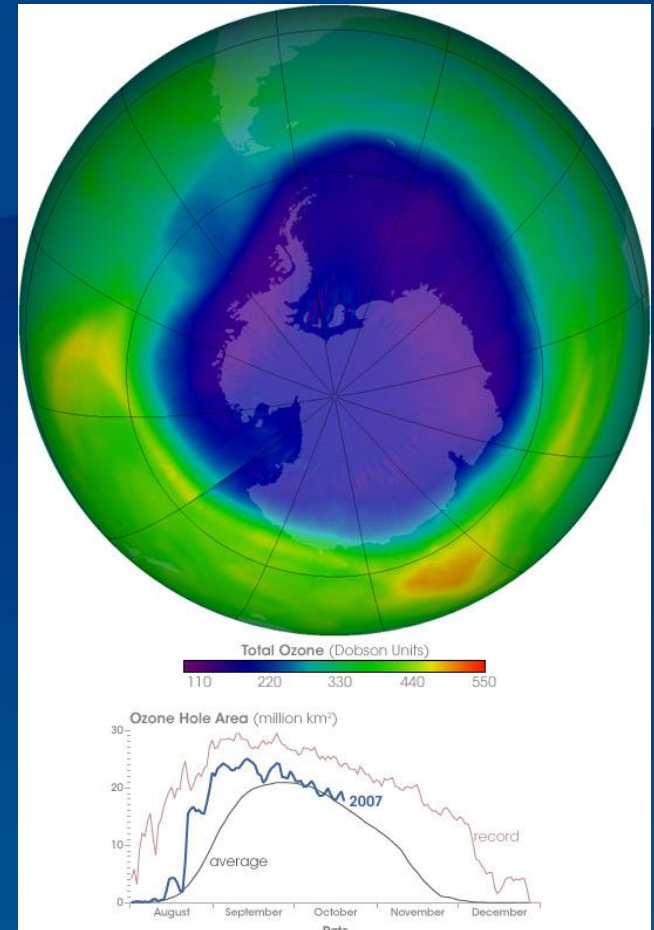 Total Ozone (Dobson Units)
110 220 330 440 550
Ozone Hole Area (million km²)
30
20
10
0
2007
record
average
August September October November December
Date